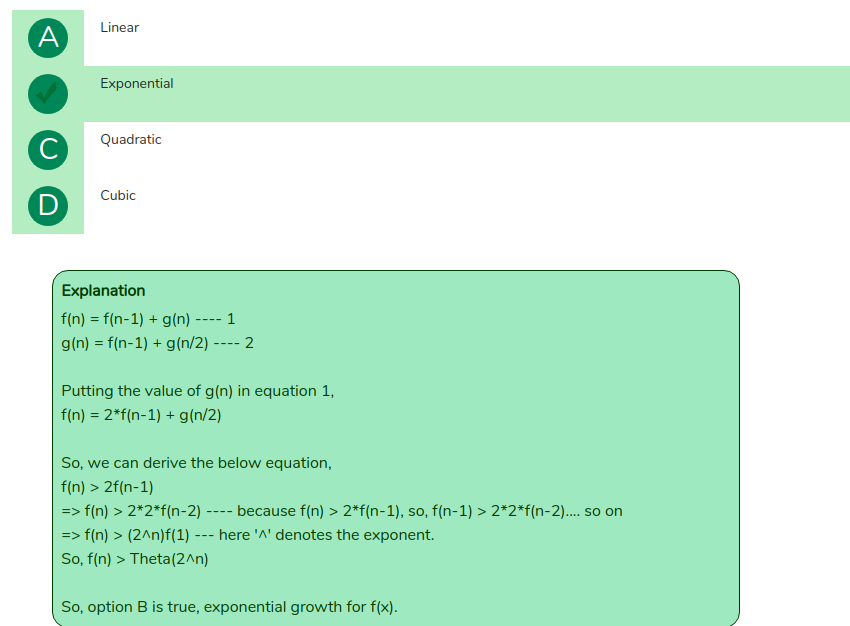 A Linear
Exponential
C Quadratic
D Cubic
Explanation
f(n) = f(n-1) + g(n) ---- 1
g(n) = f(n-1) + g(n/2) ---- 2
Putting the value of g(n) in equation 1,
f(n) = 2*f(n-1) + g(n/2)
So, we can derive the below equation,
f(n) > 2f(n-1)
=> f(n) > 2*2*f(n-2) ---- because f(n) > 2*f(n-1), so, f(n-1) > 2*2*f(n-2).... so on
=> f(n) > (2^n)f(1) --- here '^' denotes the exponent.
So, f(n) > Theta(2^n)
So, option B is true, exponential growth for f(x).